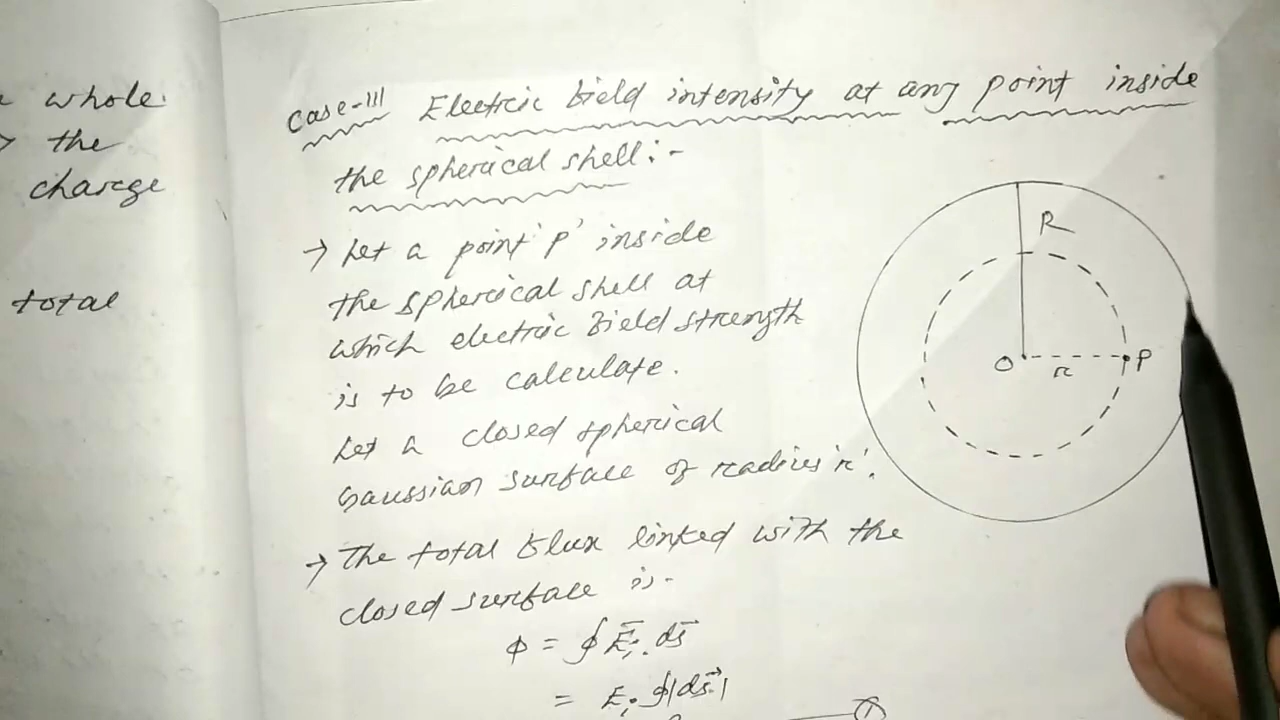 whole
the
charge
total
Case-III Electric field intensity at any point inside
the spherical shell:-
→ Let a point 'P' inside
the spherical shell at
which electric field strength
is to be calculate.
Let a closed spherical
Gaussian surface of radius 'r'.
→ The total flux linked with the
closed surface is-
φ = ∮ E⃗i . ds⃗
= Ei ∮|ds⃗|
R
O
r
P